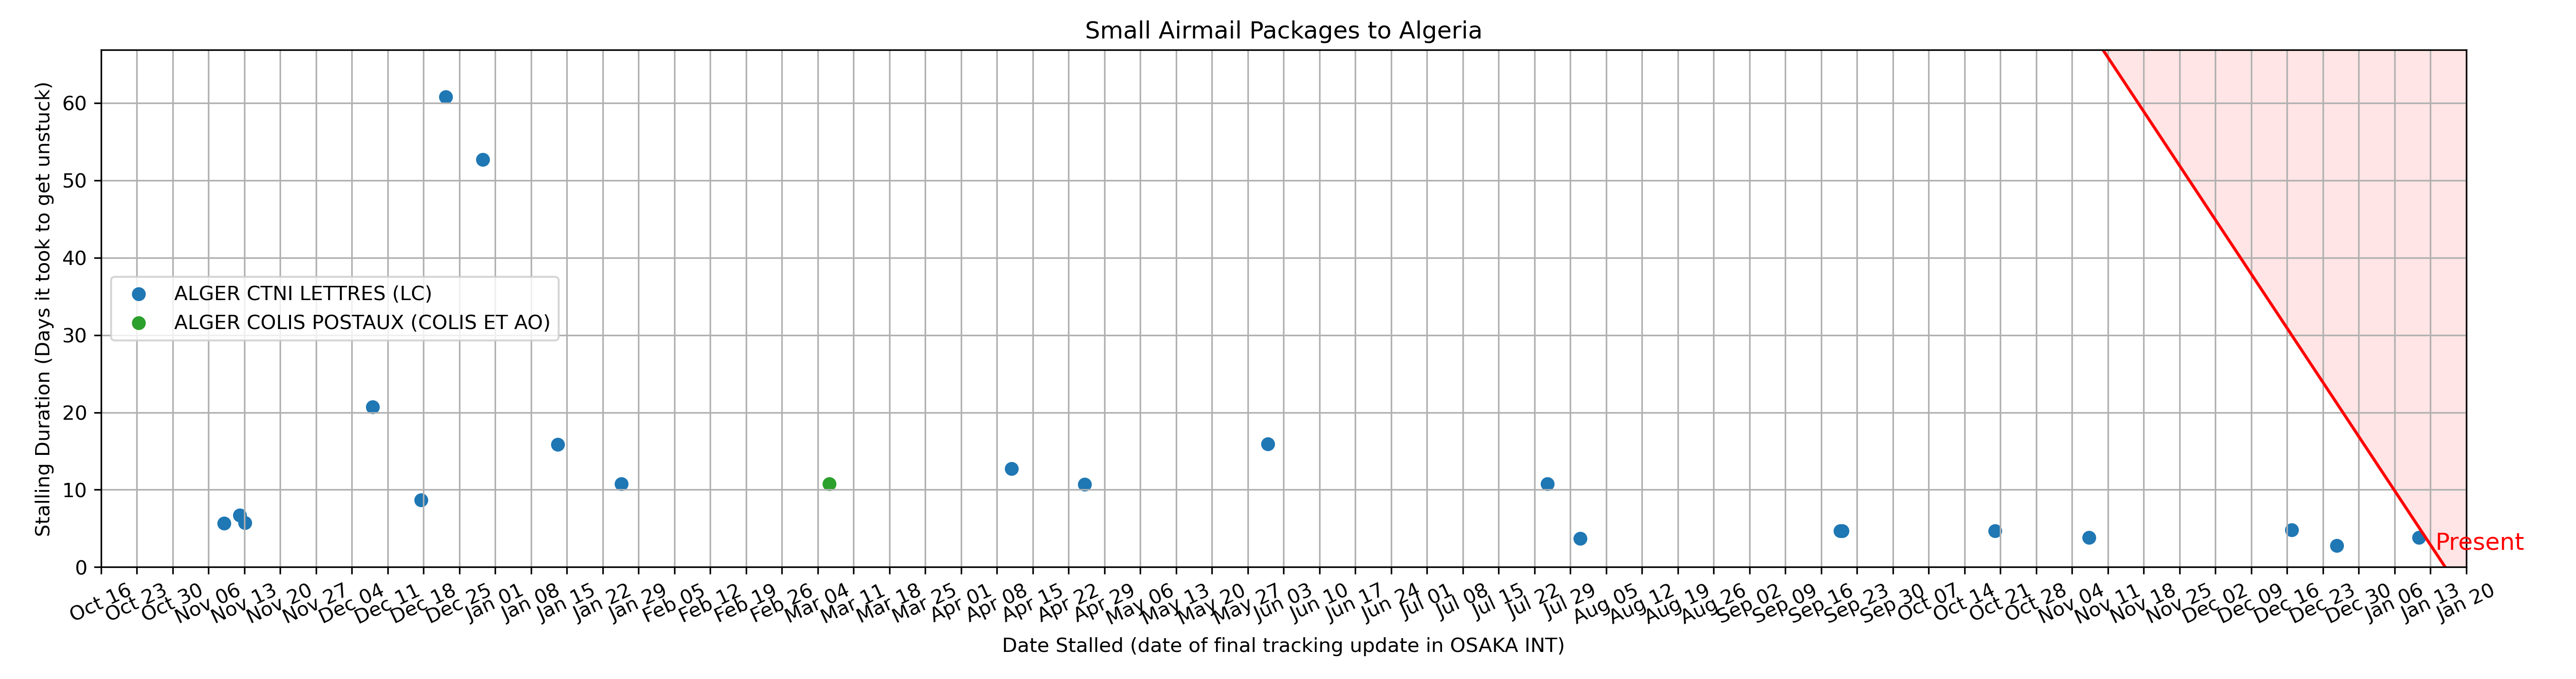 Small Airmail Packages to Algeria
Stalling Duration (Days it took to get unstuck)
60
50
40
30
20
10
0
ALGER CTNI LETTRES (LC)
ALGER COLIS POSTAUX (COLIS ET AO)
Present
Oct 16 Oct 23 Oct 30 Nov 06 Nov 13 Nov 20 Nov 27 Dec 04 Dec 11 Dec 18 Dec 25 Jan 01 Jan 08 Jan 15 Jan 22 Jan 29 Feb 05 Feb 12 Feb 19 Feb 26 Mar 04 Mar 11 Mar 18 Mar 25 Apr 01 Apr 08 Apr 15 Apr 22 Apr 29 May 06 May 13 May 20 May 27 Jun 03 Jun 10 Jun 17 Jun 24 Jul 01 Jul 08 Jul 15 Jul 22 Jul 29 Aug 05 Aug 12 Aug 19 Aug 26 Sep 02 Sep 09 Sep 16 Sep 23 Sep 30 Oct 07 Oct 14 Oct 21 Oct 28 Nov 04 Nov 11 Nov 18 Nov 25 Dec 02 Dec 09 Dec 16 Dec 23 Dec 30 Jan 06 Jan 13 Jan 20
Date Stalled (date of final tracking update in OSAKA INT)